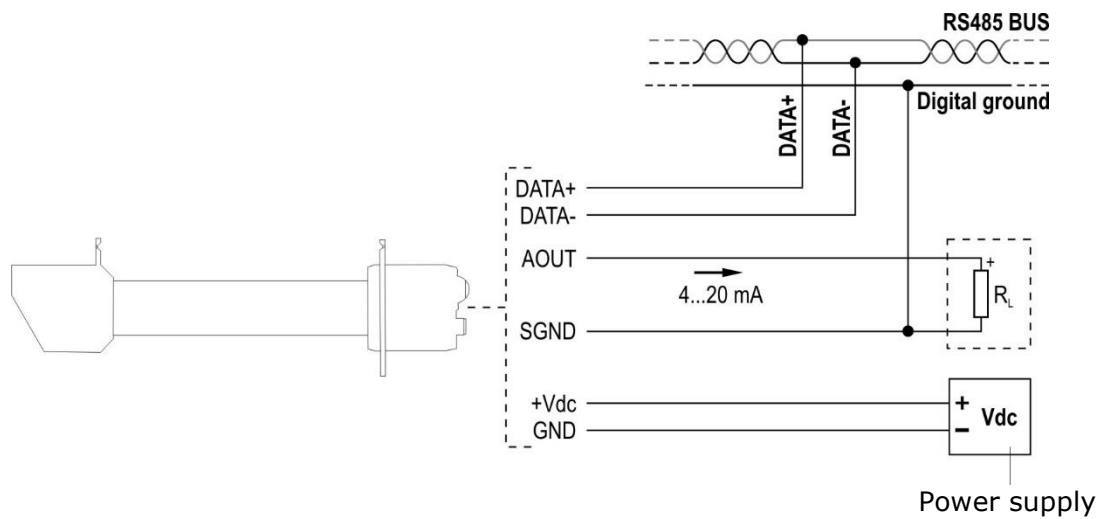 RS485 BUS
Digital ground
DATA+
DATA-
DATA+
DATA-
AOUT
4...20 mA
+
RL
SGND
+Vdc
GND
+
Vdc
–
Power supply